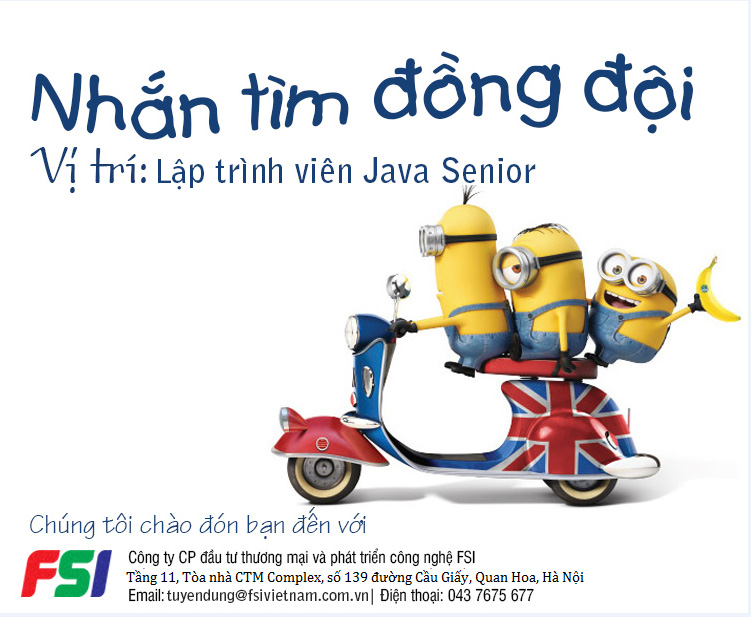 Nhắn tìm đồng đội
Vị trí: Lập trình viên Java Senior
Chúng tôi chào đón bạn đến với
FSI
Công ty CP đầu tư thương mại và phát triển công nghệ FSI
Tầng 11, Tòa nhà CTM Complex, số 139 đường Cầu Giấy, Quan Hoa, Hà Nội
Email: tuyendung@fsivietnam.com.vn| Điện thoại: 043 7675 677